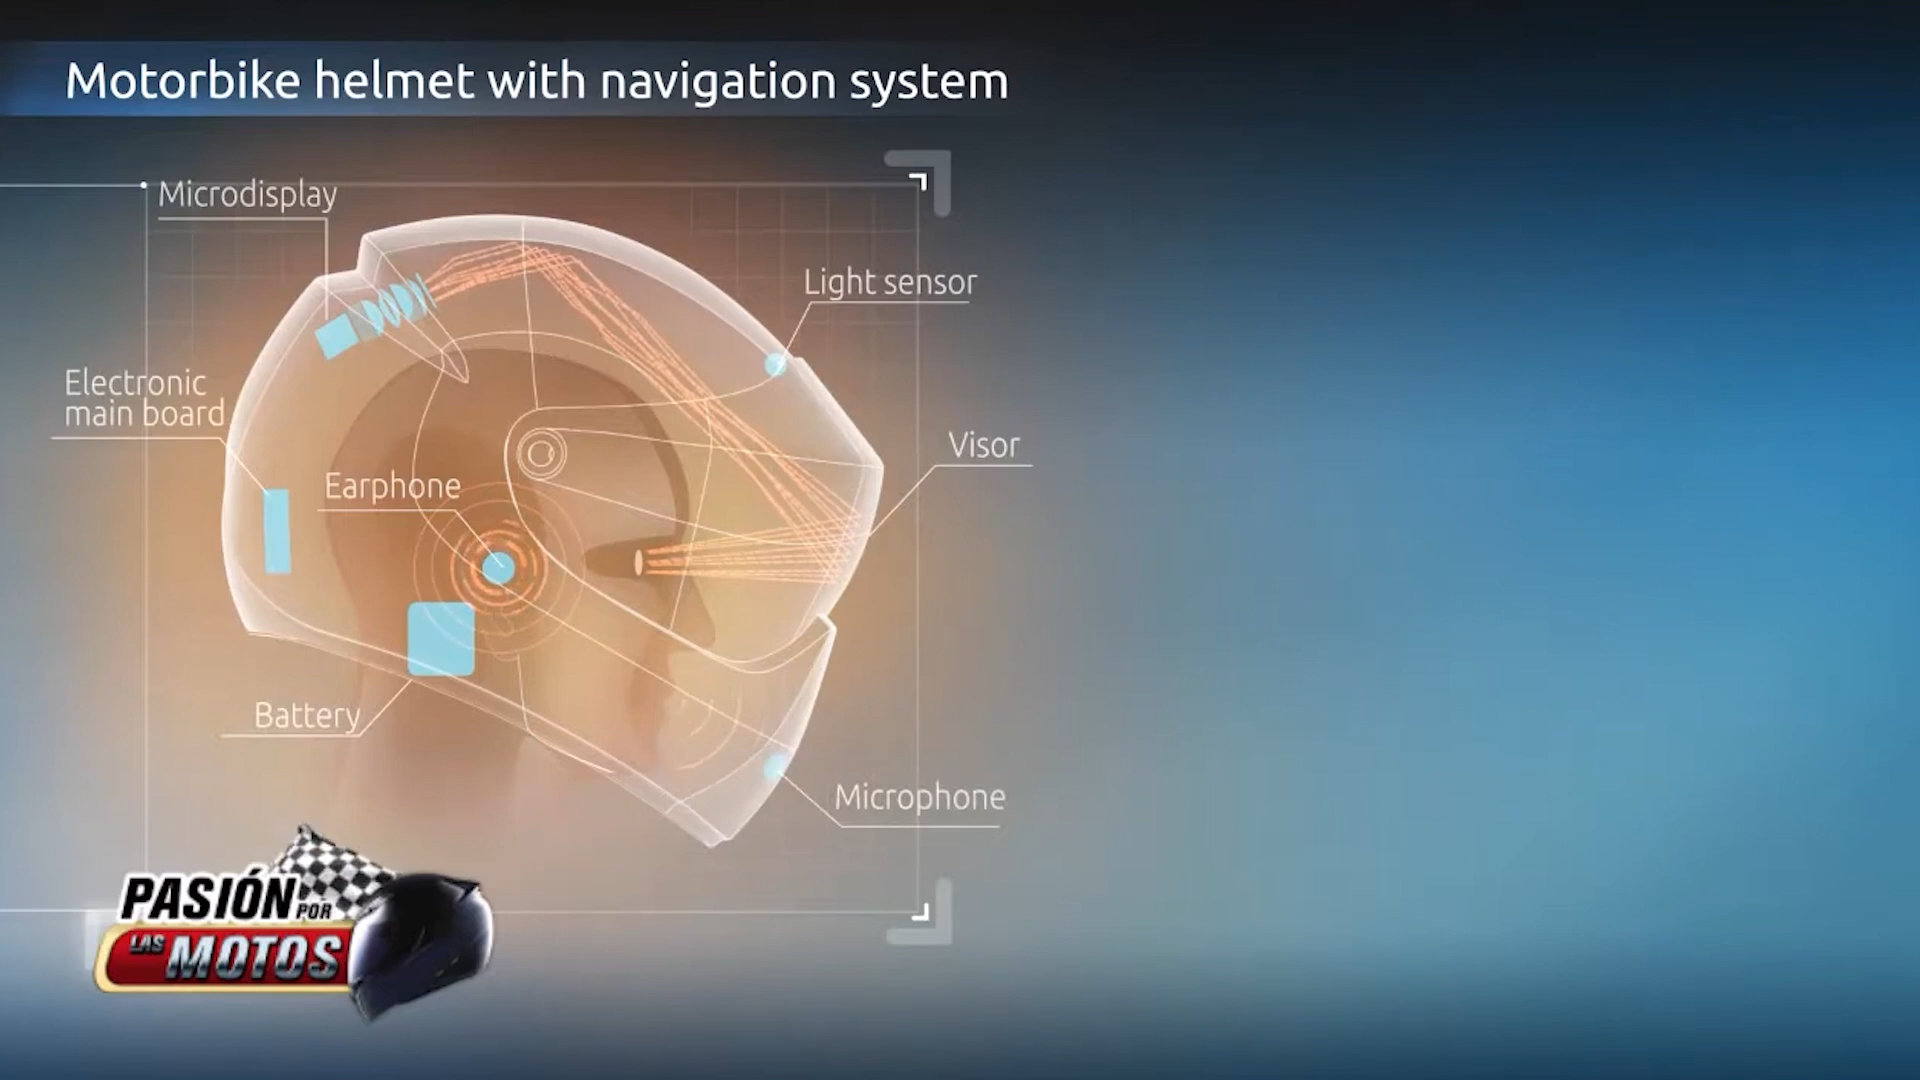 Motorbike helmet with navigation system
Microdisplay
Light sensor
Electronic
main board
Visor
Earphone
Battery
Microphone
PASIÓN POR
LAS MOTOS